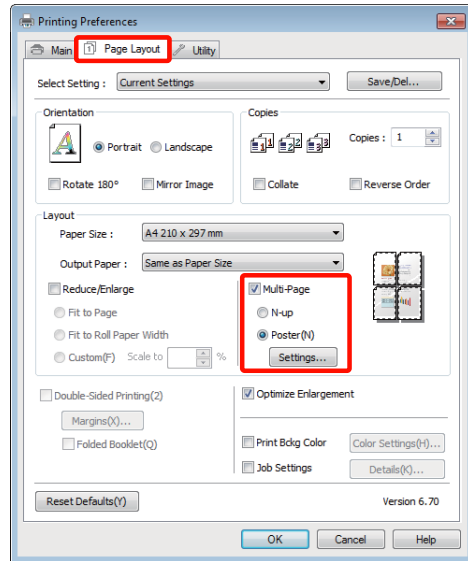 Printing Preferences
Main Page Layout Utility
Select Setting : Current Settings Save/Del...
Orientation Copies
Portrait Landscape Copies : 1
Rotate 180° Mirror Image Collate Reverse Order
Layout
Paper Size : A4 210 x 297 mm
Output Paper : Same as Paper Size
Reduce/Enlarge Multi-Page
Fit to Page N-up
Fit to Roll Paper Width Poster(N)
Custom(F) Scale to % Settings...
Double-Sided Printing(2) Optimize Enlargement
Margins(X)...
Folded Booklet(Q) Print Bckg Color Color Settings(H)...
Job Settings Details(K)...
Reset Defaults(Y) Version 6.70
OK Cancel Help